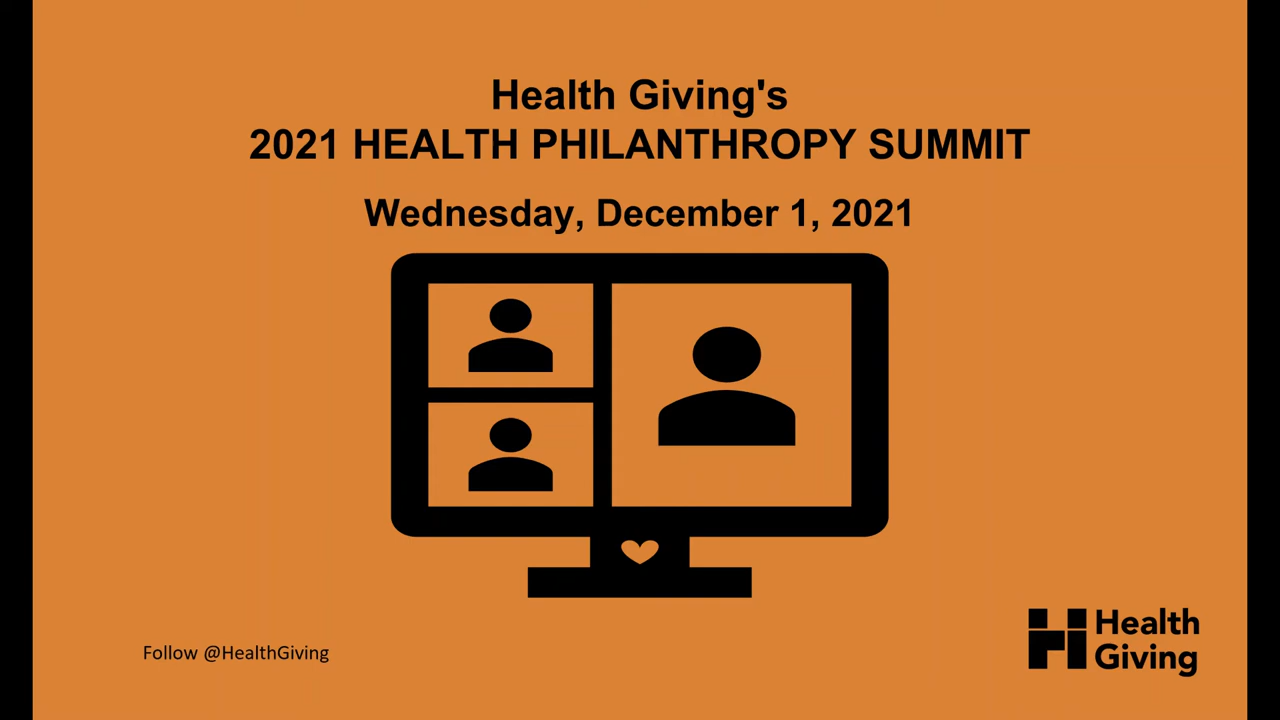 Health Giving's
2021 HEALTH PHILANTHROPY SUMMIT
Wednesday, December 1, 2021
Follow @HealthGiving
Health
Giving